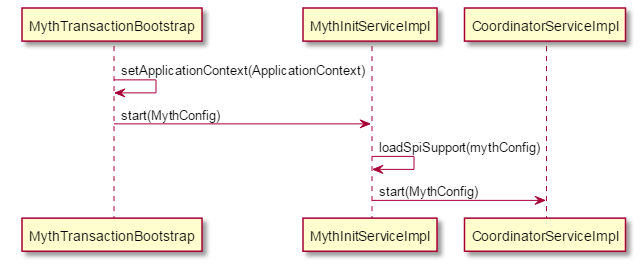 MythTransactionBootstrap
MythInitServiceImpl
CoordinatorServiceImpl
setApplicationContext(ApplicationContext)
start(MythConfig)
loadSpiSupport(mythConfig)
start(MythConfig)
MythTransactionBootstrap
MythInitServiceImpl
CoordinatorServiceImpl